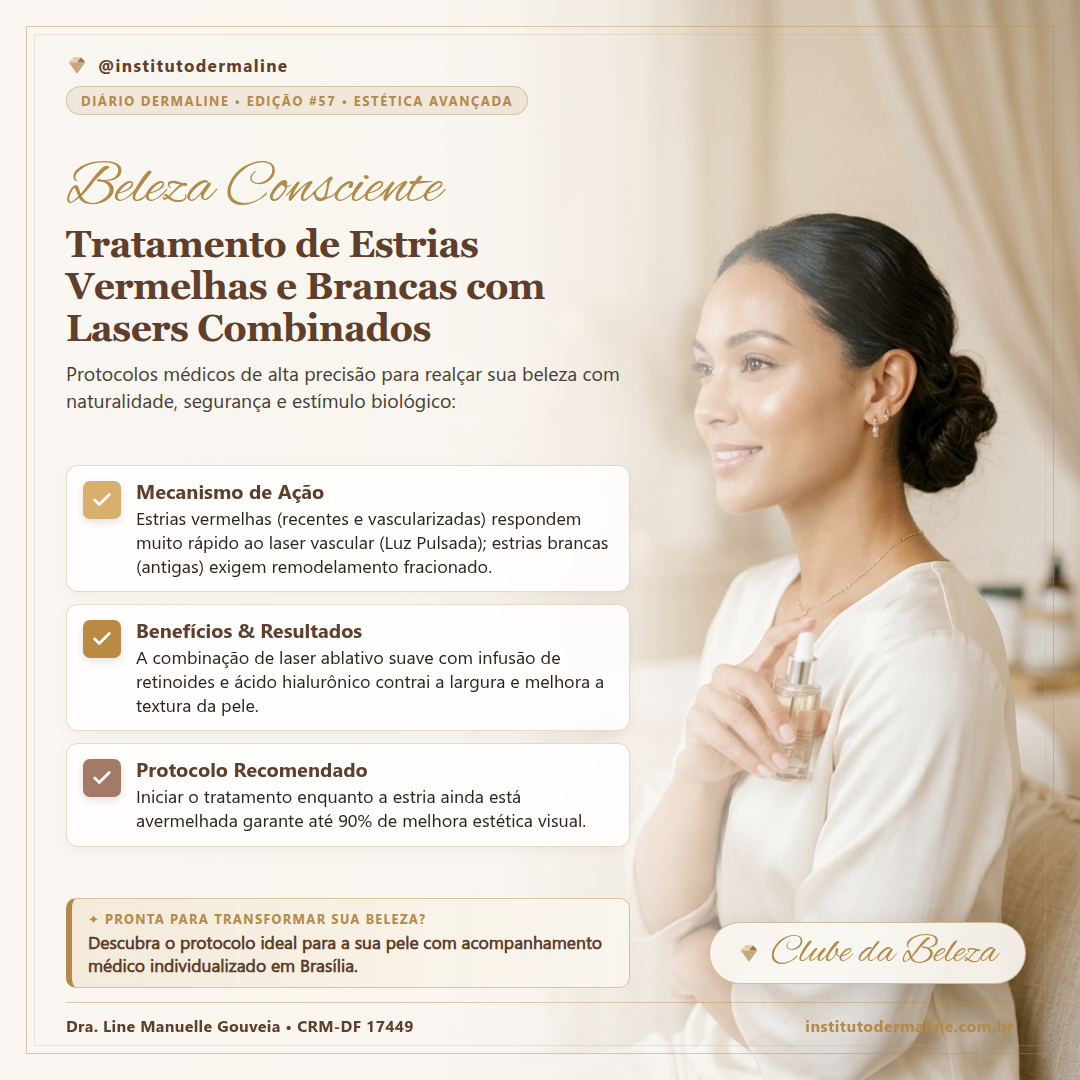 @institutodermaline
DIÁRIO DERMALINE • EDIÇÃO #57 • ESTÉTICA AVANÇADA
Beleza Consciente
Tratamento de Estrias
Vermelhas e Brancas com
Lasers Combinados
Protocolos médicos de alta precisão para realçar sua beleza com
naturalidade, segurança e estímulo biológico:
Mecanismo de Ação
Estrias vermelhas (recentes e vascularizadas) respondem
muito rápido ao laser vascular (Luz Pulsada); estrias brancas
(antigas) exigem remodelamento fracionado.
Benefícios & Resultados
A combinação de laser ablativo suave com infusão de
retinoides e ácido hialurônico contrai a largura e melhora a
textura da pele.
Protocolo Recomendado
Iniciar o tratamento enquanto a estria ainda está
avermelhada garante até 90% de melhora estética visual.
✦ PRONTA PARA TRANSFORMAR SUA BELEZA?
Descubra o protocolo ideal para a sua pele com acompanhamento
médico individualizado em Brasília.
Clube da Beleza
Dra. Line Manuelle Gouveia • CRM-DF 17449
institutodermaline.com.br